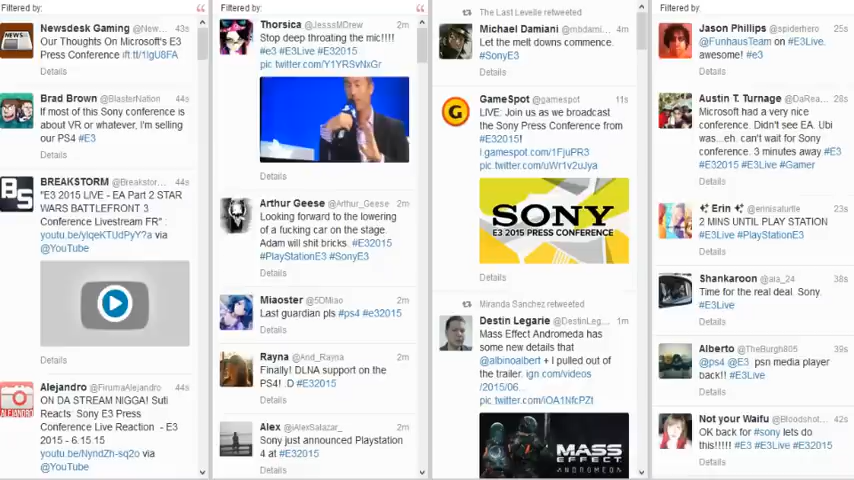 Filtered by:
Newsdesk Gaming @New... 43s
Our Thoughts On Microsoft's E3
Press Conference ift.tt/1IgU8FA
Details
Brad Brown @BlasterNation 44s
If most of this Sony conference is
about VR or whatever, I'm selling
our PS4 #E3
Details
BREAKSTORM @Breakstor... 44s
"E3 2015 LIVE - EA Part 2 STAR
WARS BATTLEFRONT 3
Conference Livestream FR" :
youtu.be/yIqeKTUdPyY?a via
@YouTube
Details
Alejandro @FirumaAlejandro 44s
ON DA STREAM NIGGA! Suti
Reacts Sony E3 Press
Conference Live Reaction - E3
2015 - 6.15.15
youtu.be/NyndZh-sq2o via
@YouTube
Filtered by:
Thorsica @JesssMDrew 2m
Stop deep throating the mic!!!!
#e3 #E3Live #E32015
pic.twitter.com/Y1YRSvNxGr
Details
Arthur Geese @Arthur_Geese 2m
Looking forward to the lowering
of a fucking car on the stage.
Adam will shit bricks. #E32015
#PlayStationE3 #SonyE3
Details
Miaoster @5DMiao 2m
Last guardian pls #ps4 #e32015
Details
Rayna @And_Rayna 2m
Finally! DLNA support on the
PS4! :D #E32015
Details
Alex @iAlexSalazar_ 2m
Sony just announced Playstation
4 at #E32015
Details
The Last Levelle retweeted
Michael Damiani @mbdami... 4m
Let the melt downs commence.
#SonyE3
Details
GameSpot @gamespot 11s
LIVE: Join us as we broadcast
the Sony Press Conference from
#E32015!
gamespot.com/1FjuPR3
pic.twitter.com/uWr1v2uJya
SONY
E3 2015 PRESS CONFERENCE
Details
Miranda Sanchez retweeted
Destin Legarie @DestinLeg... 1m
Mass Effect Andromeda has
some new details that
@albinoalbert + I pulled out of
the trailer. ign.com/videos
/2015/06...
pic.twitter.com/iOA1NfcPZt
MASS
EFFECT
ANDROMEDA
Filtered by:
Jason Phillips @spiderhero 25s
@FunhausTeam on #E3Live.
awesome! #e3
Details
Austin T. Turnage @DaRea... 28s
Microsoft had a very nice
conference. Didn't see EA. Ubi
was...eh. can't wait for Sony
conference. 3 minutes away #E3
#E32015 #E3Live #Gamer
Details
Erin @ennisaturtle 23s
2 MINS UNTIL PLAY STATION
#E3Live #PlayStationE3
Details
Shankaroon @aia_24 38s
Time for the real deal. Sony.
#E3Live
Details
Alberto @TheBurgh805 39s
@ps4 @E3 psn media player
back!! #E3Live
Details
Not your Waifu @Bloodshot... 42s
OK back for #sony lets do
this!!!!! #E3 #E3Live #E32015
Details